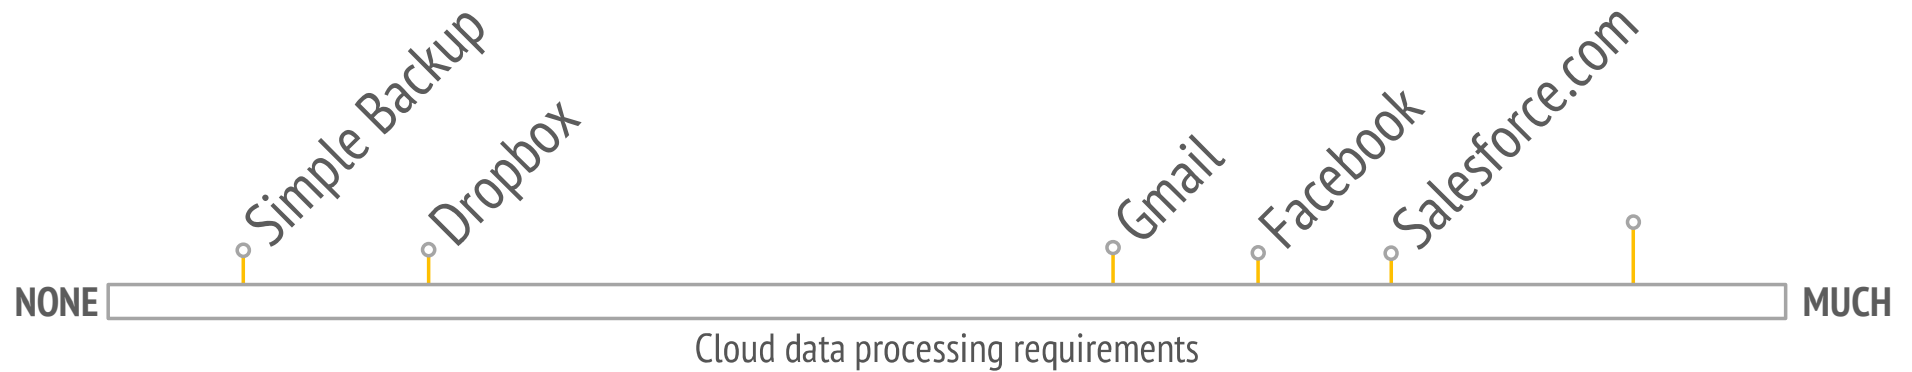 Simple Backup
Dropbox
Gmail
Facebook
Salesforce.com
NONE
MUCH
Cloud data processing requirements